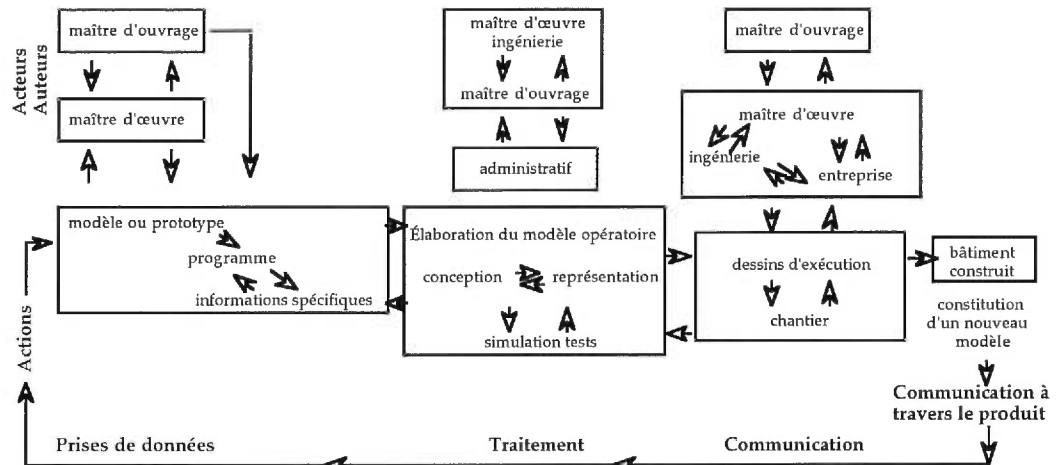 Acteurs
Auteurs
maître d'ouvrage
maître d'œuvre
maître d'œuvre
ingénierie
maître d'ouvrage
administratif
maître d'ouvrage
maître d'œuvre
ingénierie
entreprise
Actions
modèle ou prototype
programme
informations spécifiques
Élaboration du modèle opératoire
conception
représentation
simulation tests
dessins d'exécution
chantier
bâtiment
construit
constitution
d'un nouveau
modèle
Communication à
travers le produit
Prises de données
Traitement
Communication